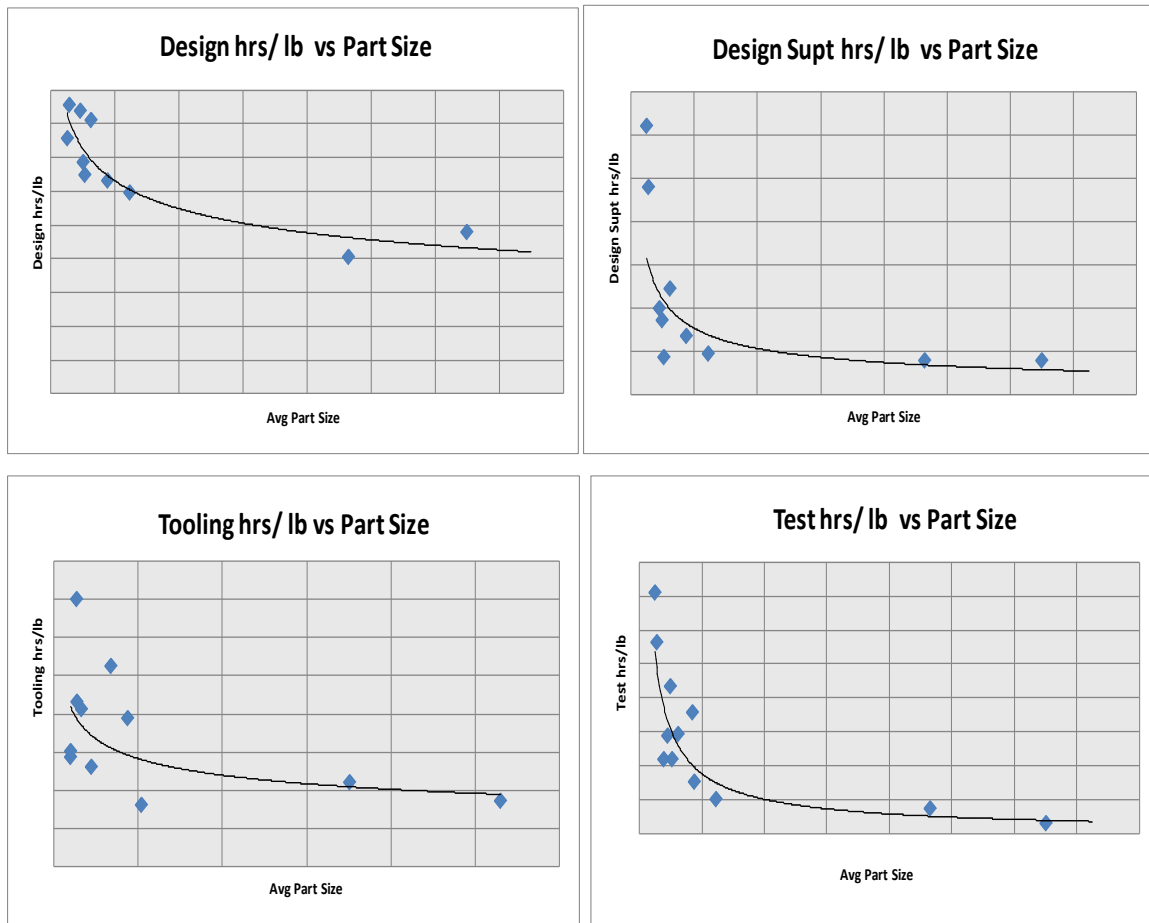 Design hrs/ lb vs Part Size
Design hrs/lb
Avg Part Size
Design Supt hrs/ lb vs Part Size
Design Supt hrs/lb
Avg Part Size
Tooling hrs/ lb vs Part Size
Tooling hrs/lb
Avg Part Size
Test hrs/ lb vs Part Size
Test hrs/lb
Avg Part Size